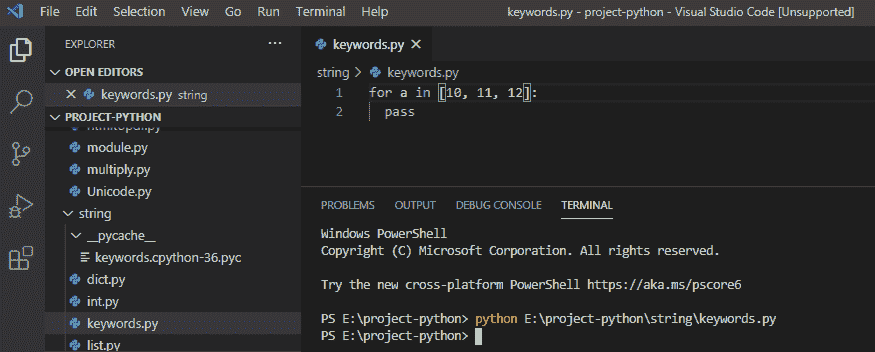 File Edit Selection View Go Run Terminal Help keywords.py - project-python - Visual Studio Code [Unsupported]
EXPLORER ...
OPEN EDITORS
keywords.py string
PROJECT-PYTHON
htmltopdf.py
module.py
multiply.py
Unicode.py
string
__pycache__
keywords.cpython-36.pyc
dict.py
int.py
keywords.py
list.py
keywords.py
string > keywords.py
1 for a in [10, 11, 12]:
2 pass
PROBLEMS OUTPUT DEBUG CONSOLE TERMINAL
Windows PowerShell
Copyright (C) Microsoft Corporation. All rights reserved.
Try the new cross-platform PowerShell https://aka.ms/pscore6
PS E:\project-python> python E:\project-python\string\keywords.py
PS E:\project-python>